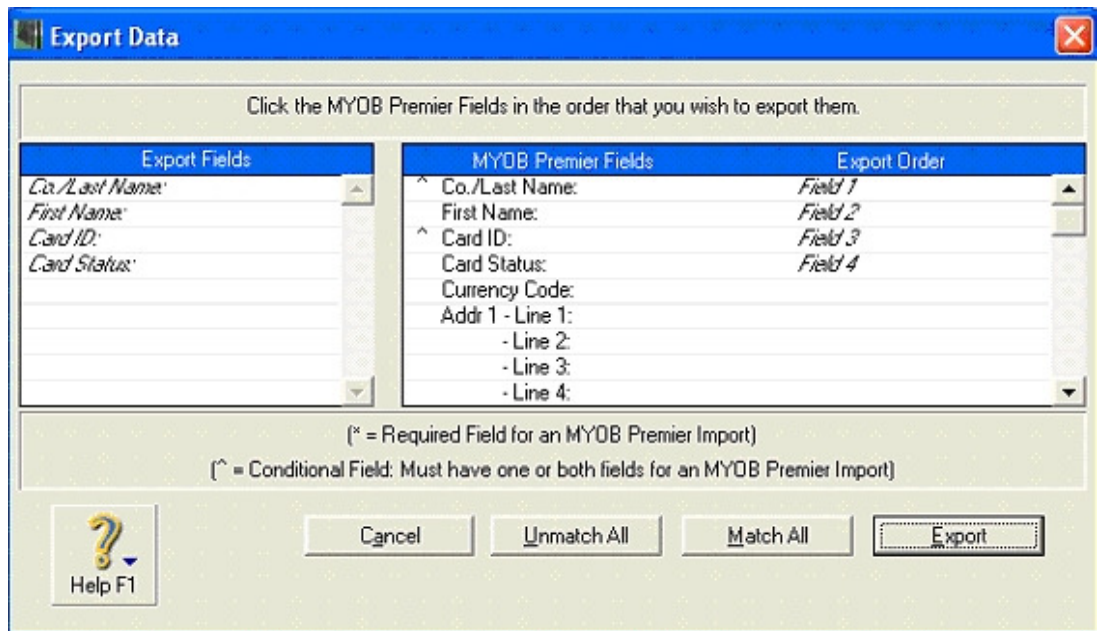 Export Data
Click the MYOB Premier Fields in the order that you wish to export them.
Export Fields
Co./Last Name:
First Name:
Card ID:
Card Status:
MYOB Premier Fields Export Order
^ Co./Last Name: Field 1
First Name: Field 2
^ Card ID: Field 3
Card Status: Field 4
Currency Code:
Addr 1 - Line 1:
- Line 2:
- Line 3:
- Line 4:
(* = Required Field for an MYOB Premier Import)
(^ = Conditional Field: Must have one or both fields for an MYOB Premier Import)
Help F1
Cancel Unmatch All Match All Export